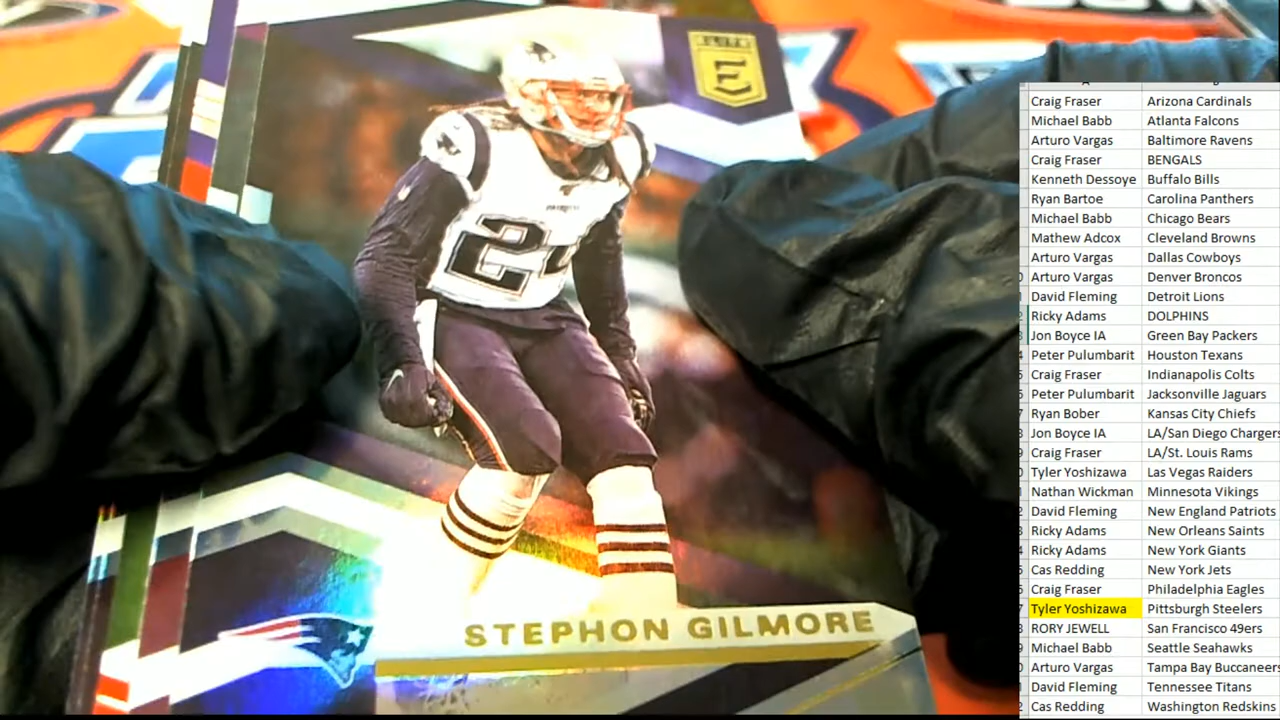 ELITE
E
24
STEPHON GILMORE
Craig Fraser Arizona Cardinals
Michael Babb Atlanta Falcons
Arturo Vargas Baltimore Ravens
Craig Fraser BENGALS
Kenneth Dessoye Buffalo Bills
Ryan Bartoe Carolina Panthers
Michael Babb Chicago Bears
Mathew Adcox Cleveland Browns
Arturo Vargas Dallas Cowboys
Arturo Vargas Denver Broncos
David Fleming Detroit Lions
Ricky Adams DOLPHINS
Jon Boyce IA Green Bay Packers
Peter Pulumbarit Houston Texans
Craig Fraser Indianapolis Colts
Peter Pulumbarit Jacksonville Jaguars
Ryan Bober Kansas City Chiefs
Jon Boyce IA LA/San Diego Chargers
Craig Fraser LA/St. Louis Rams
Tyler Yoshizawa Las Vegas Raiders
Nathan Wickman Minnesota Vikings
David Fleming New England Patriots
Ricky Adams New Orleans Saints
Ricky Adams New York Giants
Cas Redding New York Jets
Craig Fraser Philadelphia Eagles
Tyler Yoshizawa Pittsburgh Steelers
RORY JEWELL San Francisco 49ers
Michael Babb Seattle Seahawks
Arturo Vargas Tampa Bay Buccaneers
David Fleming Tennessee Titans
Cas Redding Washington Redskins